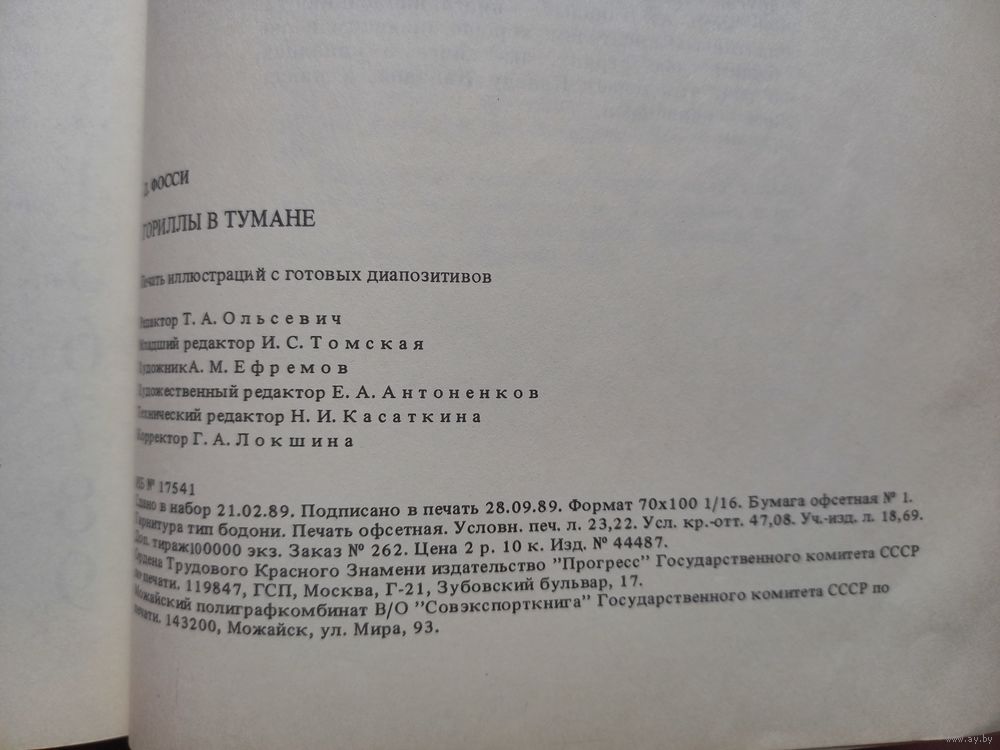 Д. ФОССИ
ГОРИЛЛЫ В ТУМАНЕ
Печать иллюстраций с готовых диапозитивов
Редактор Т. А. Ольсевич
Младший редактор И. С. Томская
Художник А. М. Ефремов
Художественный редактор Е. А. Антоненков
Технический редактор Н. И. Касаткина
Корректор Г. А. Локшина
ИБ № 17541
Сдано в набор 21.02.89. Подписано в печать 28.09.89. Формат 70x100 1/16. Бумага офсетная № 1.
Гарнитура тип бодони. Печать офсетная. Условн. печ. л. 23,22. Усл. кр.-отт. 47,08. Уч.-изд. л. 18,69.
Доп. тираж100000 экз. Заказ № 262. Цена 2 р. 10 к. Изд. № 44487.
Ордена Трудового Красного Знамени издательство "Прогресс" Государственного комитета СССР
по печати. 119847, ГСП, Москва, Г-21, Зубовский бульвар, 17.
Можайский полиграфкомбинат В/О "Совэкспорткнига" Государственного комитета СССР по
печати. 143200, Можайск, ул. Мира, 93.
www.ay.by